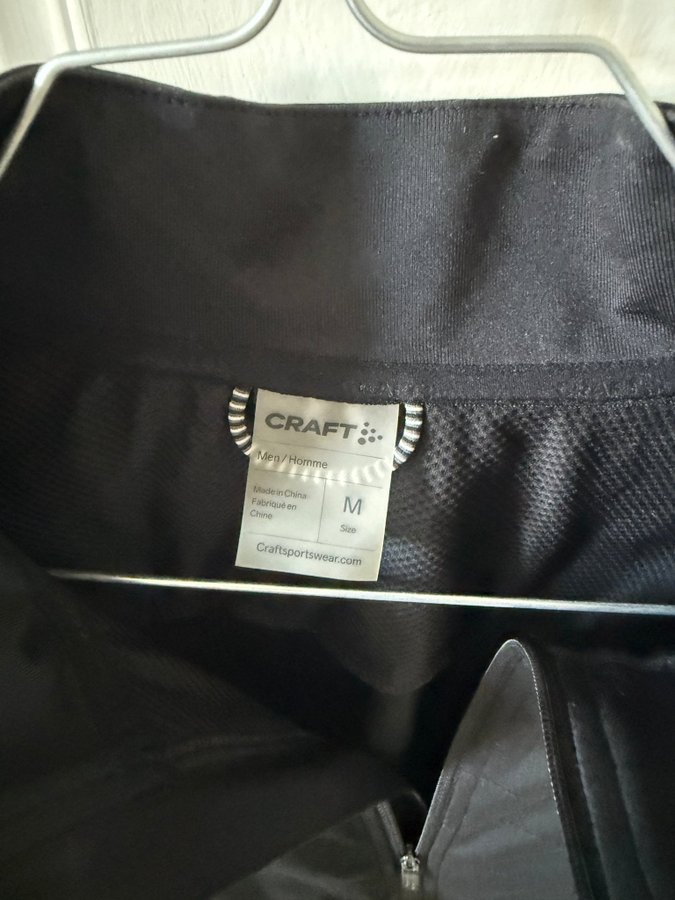 CRAFT
Men / Homme
Made in China
Fabriqué en
Chine
M
Size
Craftsportswear.com